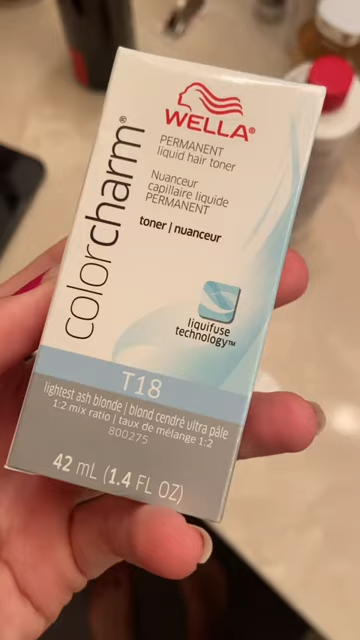 WELLA®
PERMANENT
liquid hair toner
Nuanceur
capillaire liquide
PERMANENT
toner | nuanceur
colorcharm®
liquifuse
technology™
T18
lightest ash blonde | blond cendré ultra pâle
1:2 mix ratio | taux de mélange 1:2
800275
42 mL (1.4 FL OZ)